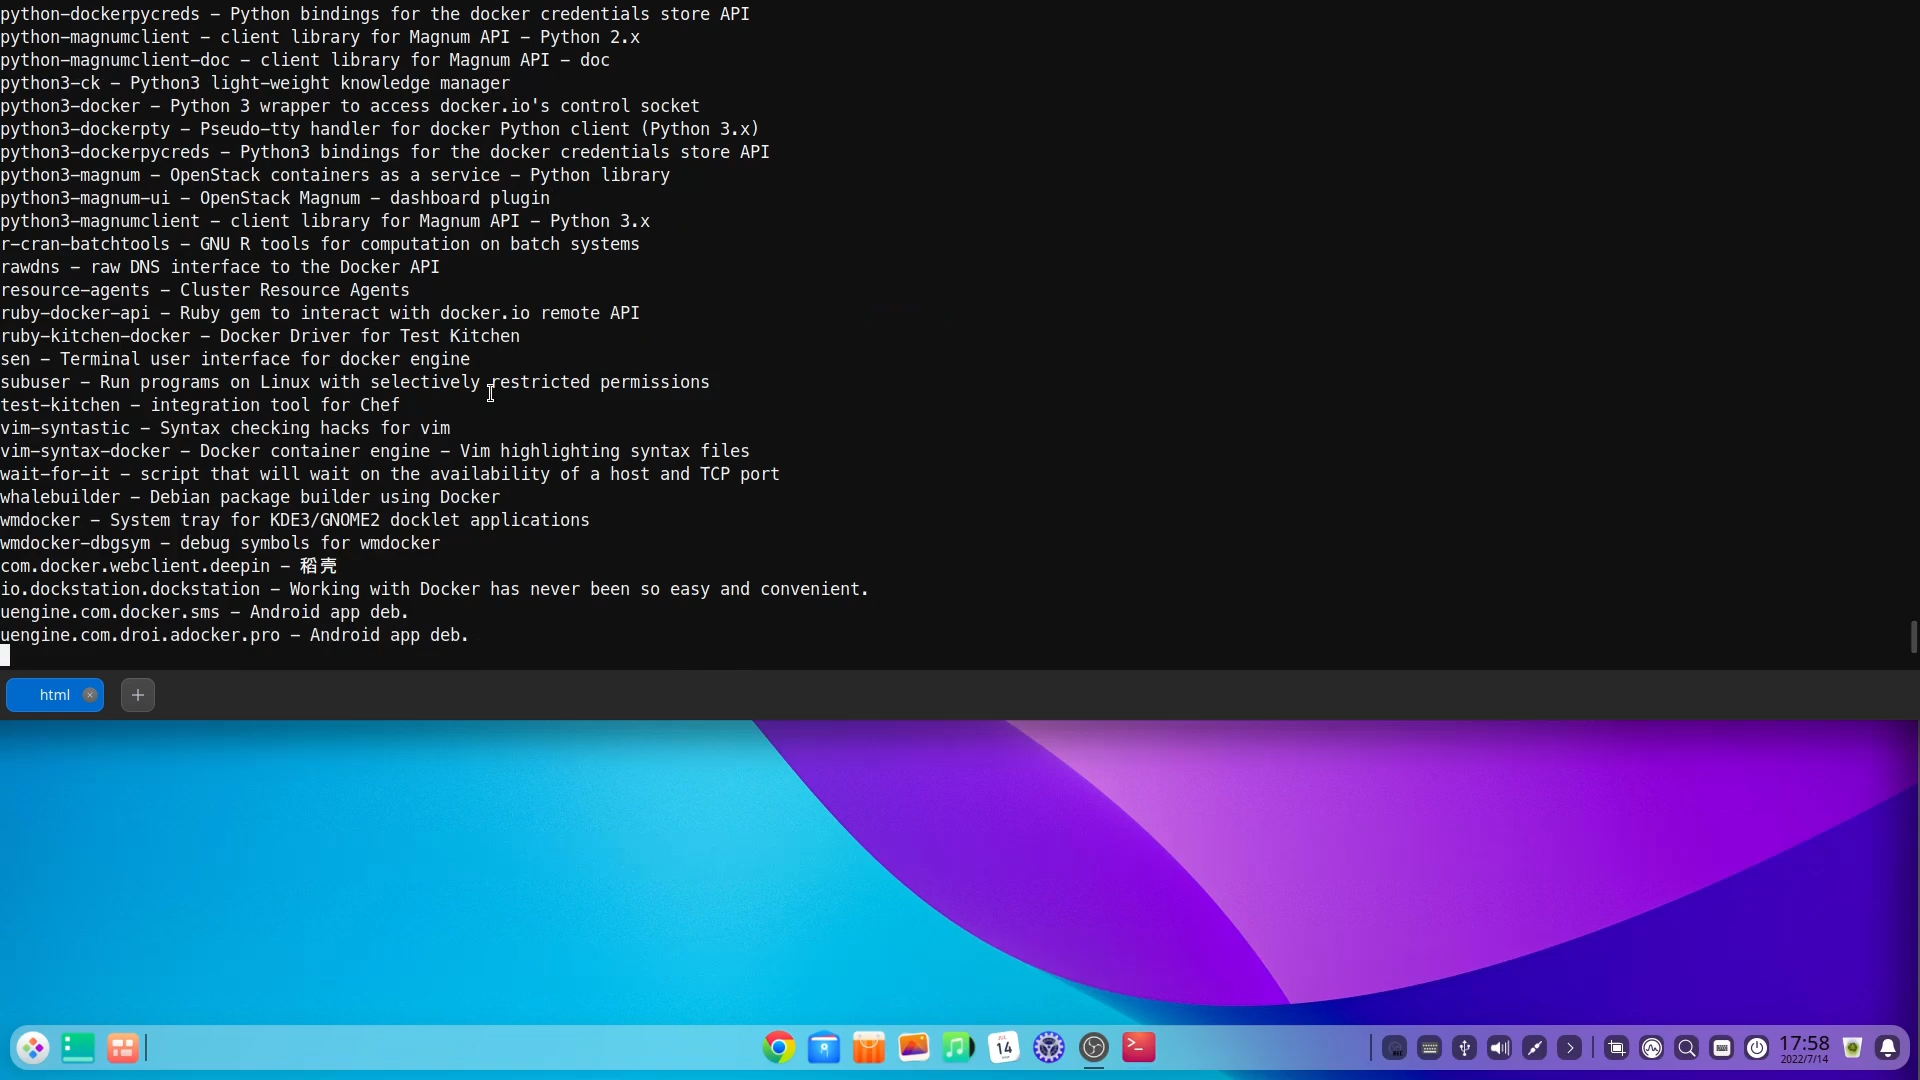 python-dockerpycreds - Python bindings for the docker credentials store API
python-magnumclient - client library for Magnum API - Python 2.x
python-magnumclient-doc - client library for Magnum API - doc
python3-ck - Python3 light-weight knowledge manager
python3-docker - Python 3 wrapper to access docker.io's control socket
python3-dockerpty - Pseudo-tty handler for docker Python client (Python 3.x)
python3-dockerpycreds - Python3 bindings for the docker credentials store API
python3-magnum - OpenStack containers as a service - Python library
python3-magnum-ui - OpenStack Magnum - dashboard plugin
python3-magnumclient - client library for Magnum API - Python 3.x
r-cran-batchtools - GNU R tools for computation on batch systems
rawdns - raw DNS interface to the Docker API
resource-agents - Cluster Resource Agents
ruby-docker-api - Ruby gem to interact with docker.io remote API
ruby-kitchen-docker - Docker Driver for Test Kitchen
sen - Terminal user interface for docker engine
subuser - Run programs on Linux with selectively restricted permissions
test-kitchen - integration tool for Chef
vim-syntastic - Syntax checking hacks for vim
vim-syntax-docker - Docker container engine - Vim highlighting syntax files
wait-for-it - script that will wait on the availability of a host and TCP port
whalebuilder - Debian package builder using Docker
wmdocker - System tray for KDE3/GNOME2 docklet applications
wmdocker-dbgsym - debug symbols for wmdocker
com.docker.webclient.deepin - 稻壳
io.dockstation.dockstation - Working with Docker has never been so easy and convenient.
uengine.com.docker.sms - Android app deb.
uengine.com.droi.adocker.pro - Android app deb.
html
14
17:58
2022/7/14